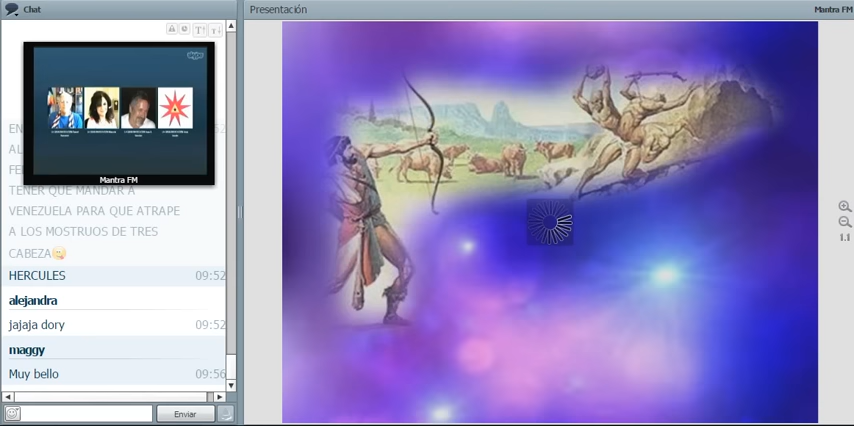 Chat
Presentación
Mantra FM
skype
Mantra FM
TENER QUE MANDAR A
VENEZUELA PARA QUE ATRAPE
A LOS MOSTRUOS DE TRES
CABEZA
HERCULES 09:52
alejandra
jajaja dory 09:52
maggy
Muy bello 09:56
Enviar
1.1